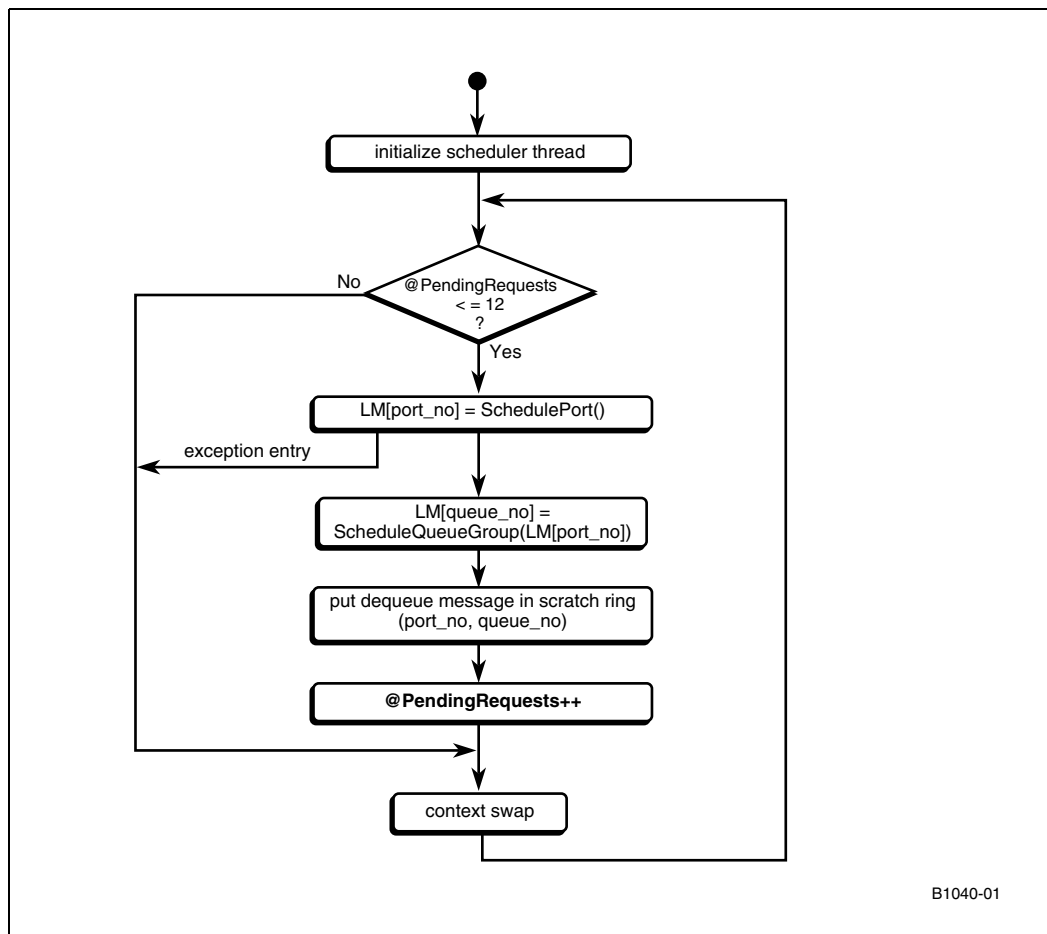 initialize scheduler thread
No
@PendingRequests
< = 12
?
Yes
LM[port_no] = SchedulePort()
exception entry
LM[queue_no] =
ScheduleQueueGroup(LM[port_no])
put dequeue message in scratch ring
(port_no, queue_no)
@PendingRequests++
context swap
B1040-01